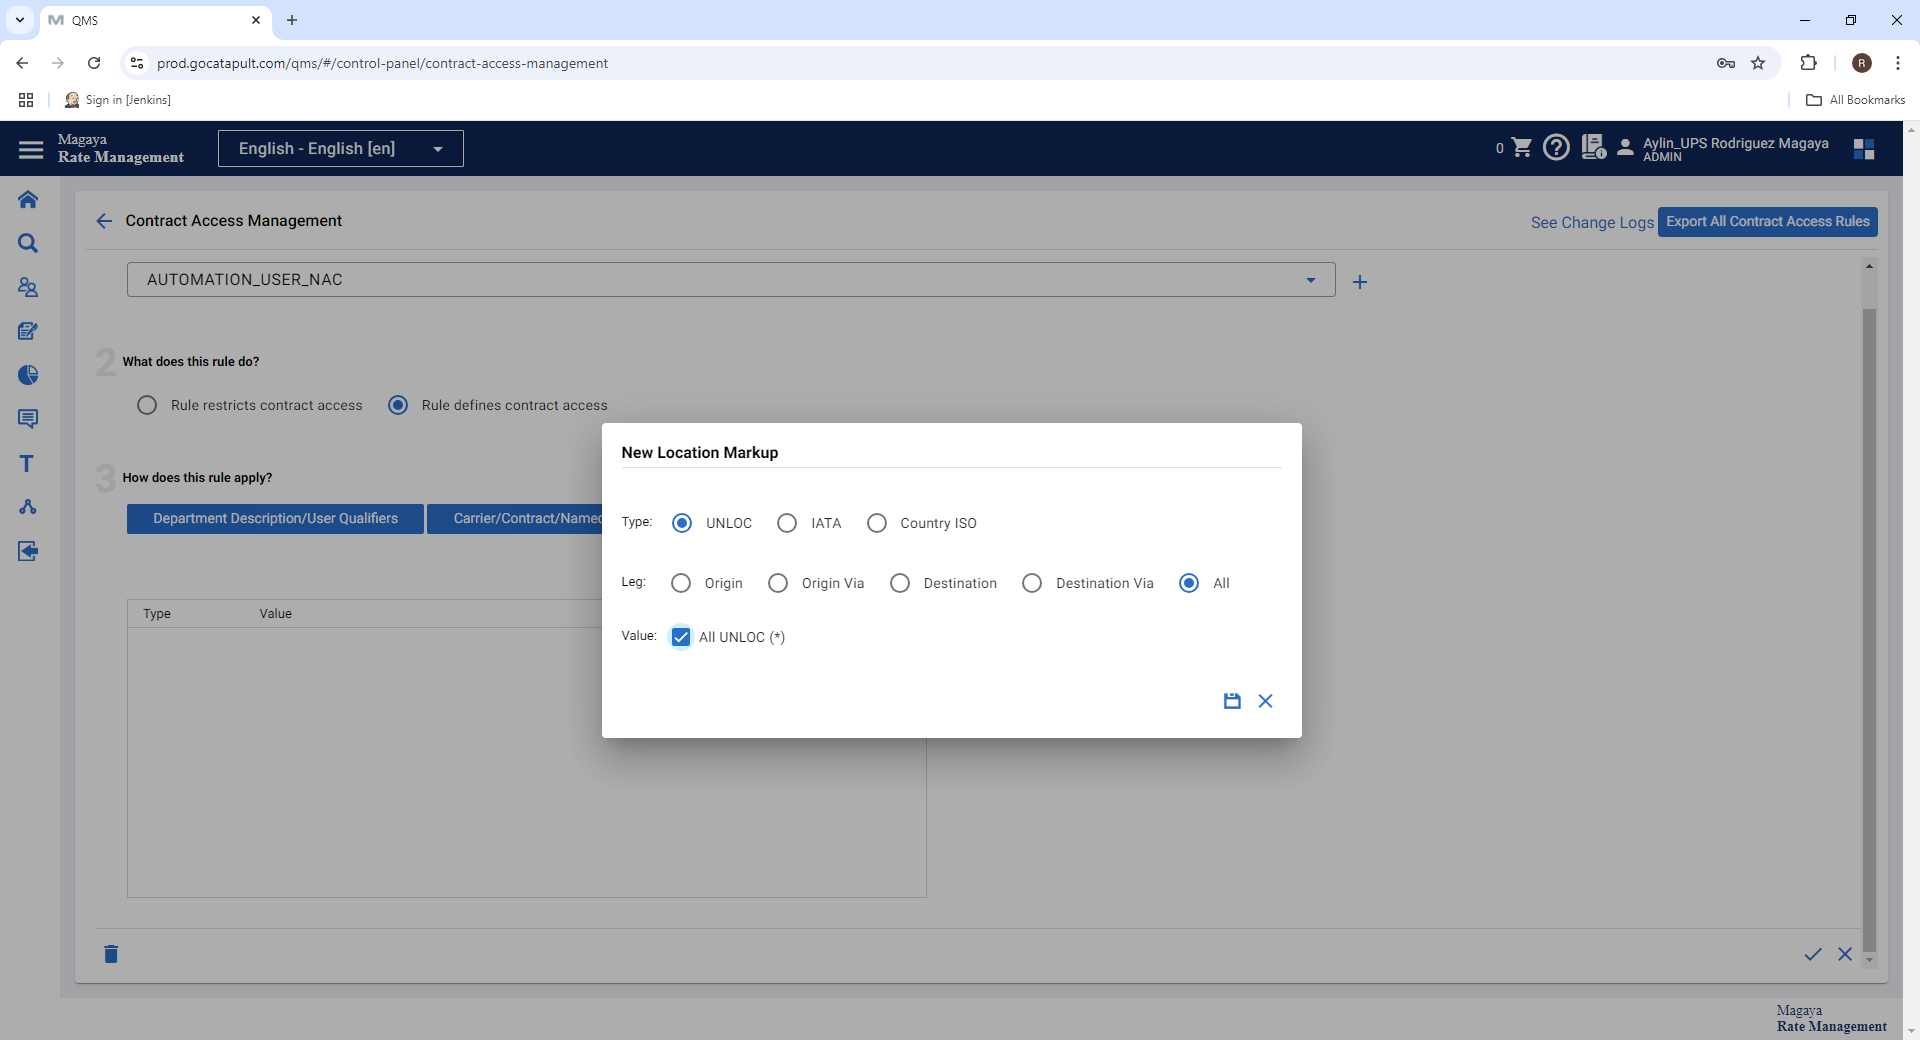 QMS
prod.gocatapult.com/qms/#/control-panel/contract-access-management
R
Sign in [Jenkins]
All Bookmarks
Magaya
Rate Management
English - English [en]
0
Aylin_UPS Rodriguez Magaya
ADMIN
Contract Access Management
See Change Logs
Export All Contract Access Rules
AUTOMATION_USER_NAC
2 What does this rule do?
Rule restricts contract access
Rule defines contract access
3 How does this rule apply?
Department Description/User Qualifiers
Carrier/Contract/Named
Type
Value
New Location Markup
Type:
UNLOC
IATA
Country ISO
Leg:
Origin
Origin Via
Destination
Destination Via
All
Value:
All UNLOC (*)
T
Magaya
Rate Management